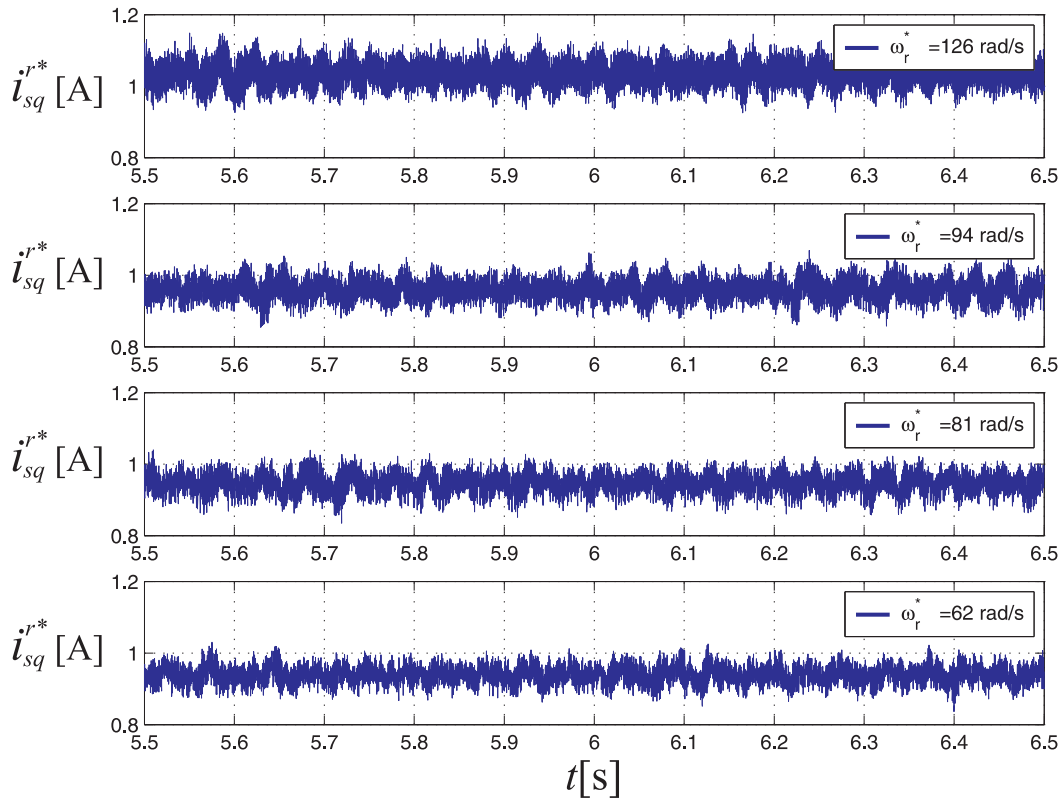 1.2
ω_r^* =126 rad/s
i_{sq}^{r*} [A]
1
0.8
5.5 5.6 5.7 5.8 5.9 6 6.1 6.2 6.3 6.4 6.5
1.2
ω_r^* =94 rad/s
i_{sq}^{r*} [A]
1
0.8
5.5 5.6 5.7 5.8 5.9 6 6.1 6.2 6.3 6.4 6.5
1.2
ω_r^* =81 rad/s
i_{sq}^{r*} [A]
1
0.8
5.5 5.6 5.7 5.8 5.9 6 6.1 6.2 6.3 6.4 6.5
1.2
ω_r^* =62 rad/s
i_{sq}^{r*} [A]
1
0.8
5.5 5.6 5.7 5.8 5.9 6 6.1 6.2 6.3 6.4 6.5
t[s]